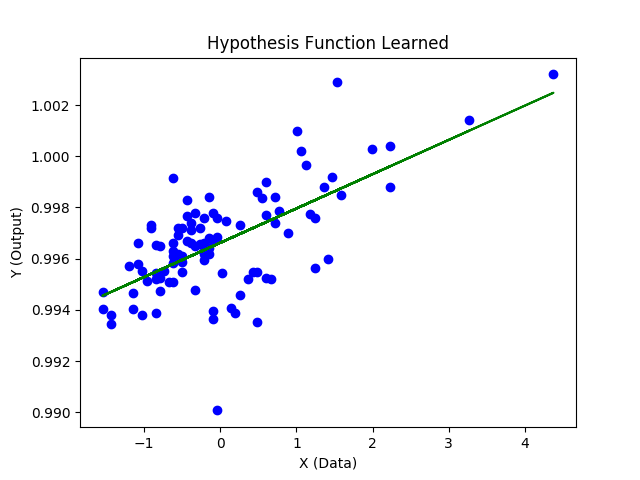 Hypothesis Function Learned
1.002
1.000
0.998
0.996
0.994
0.992
0.990
Y (Output)
−1 0 1 2 3 4
X (Data)